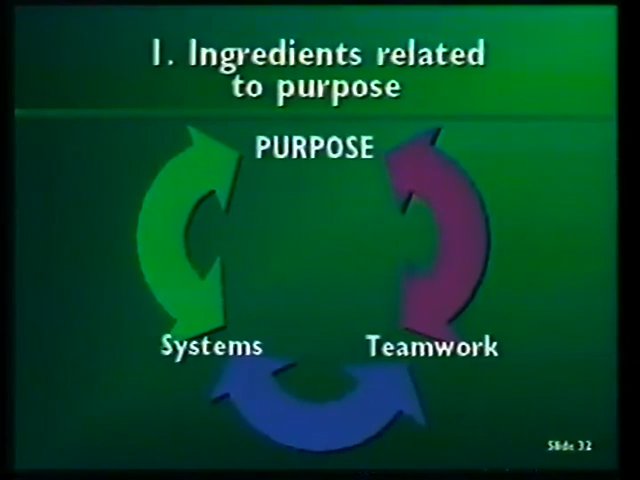 1. Ingredients related
to purpose
PURPOSE
Systems
Teamwork
Slide 32